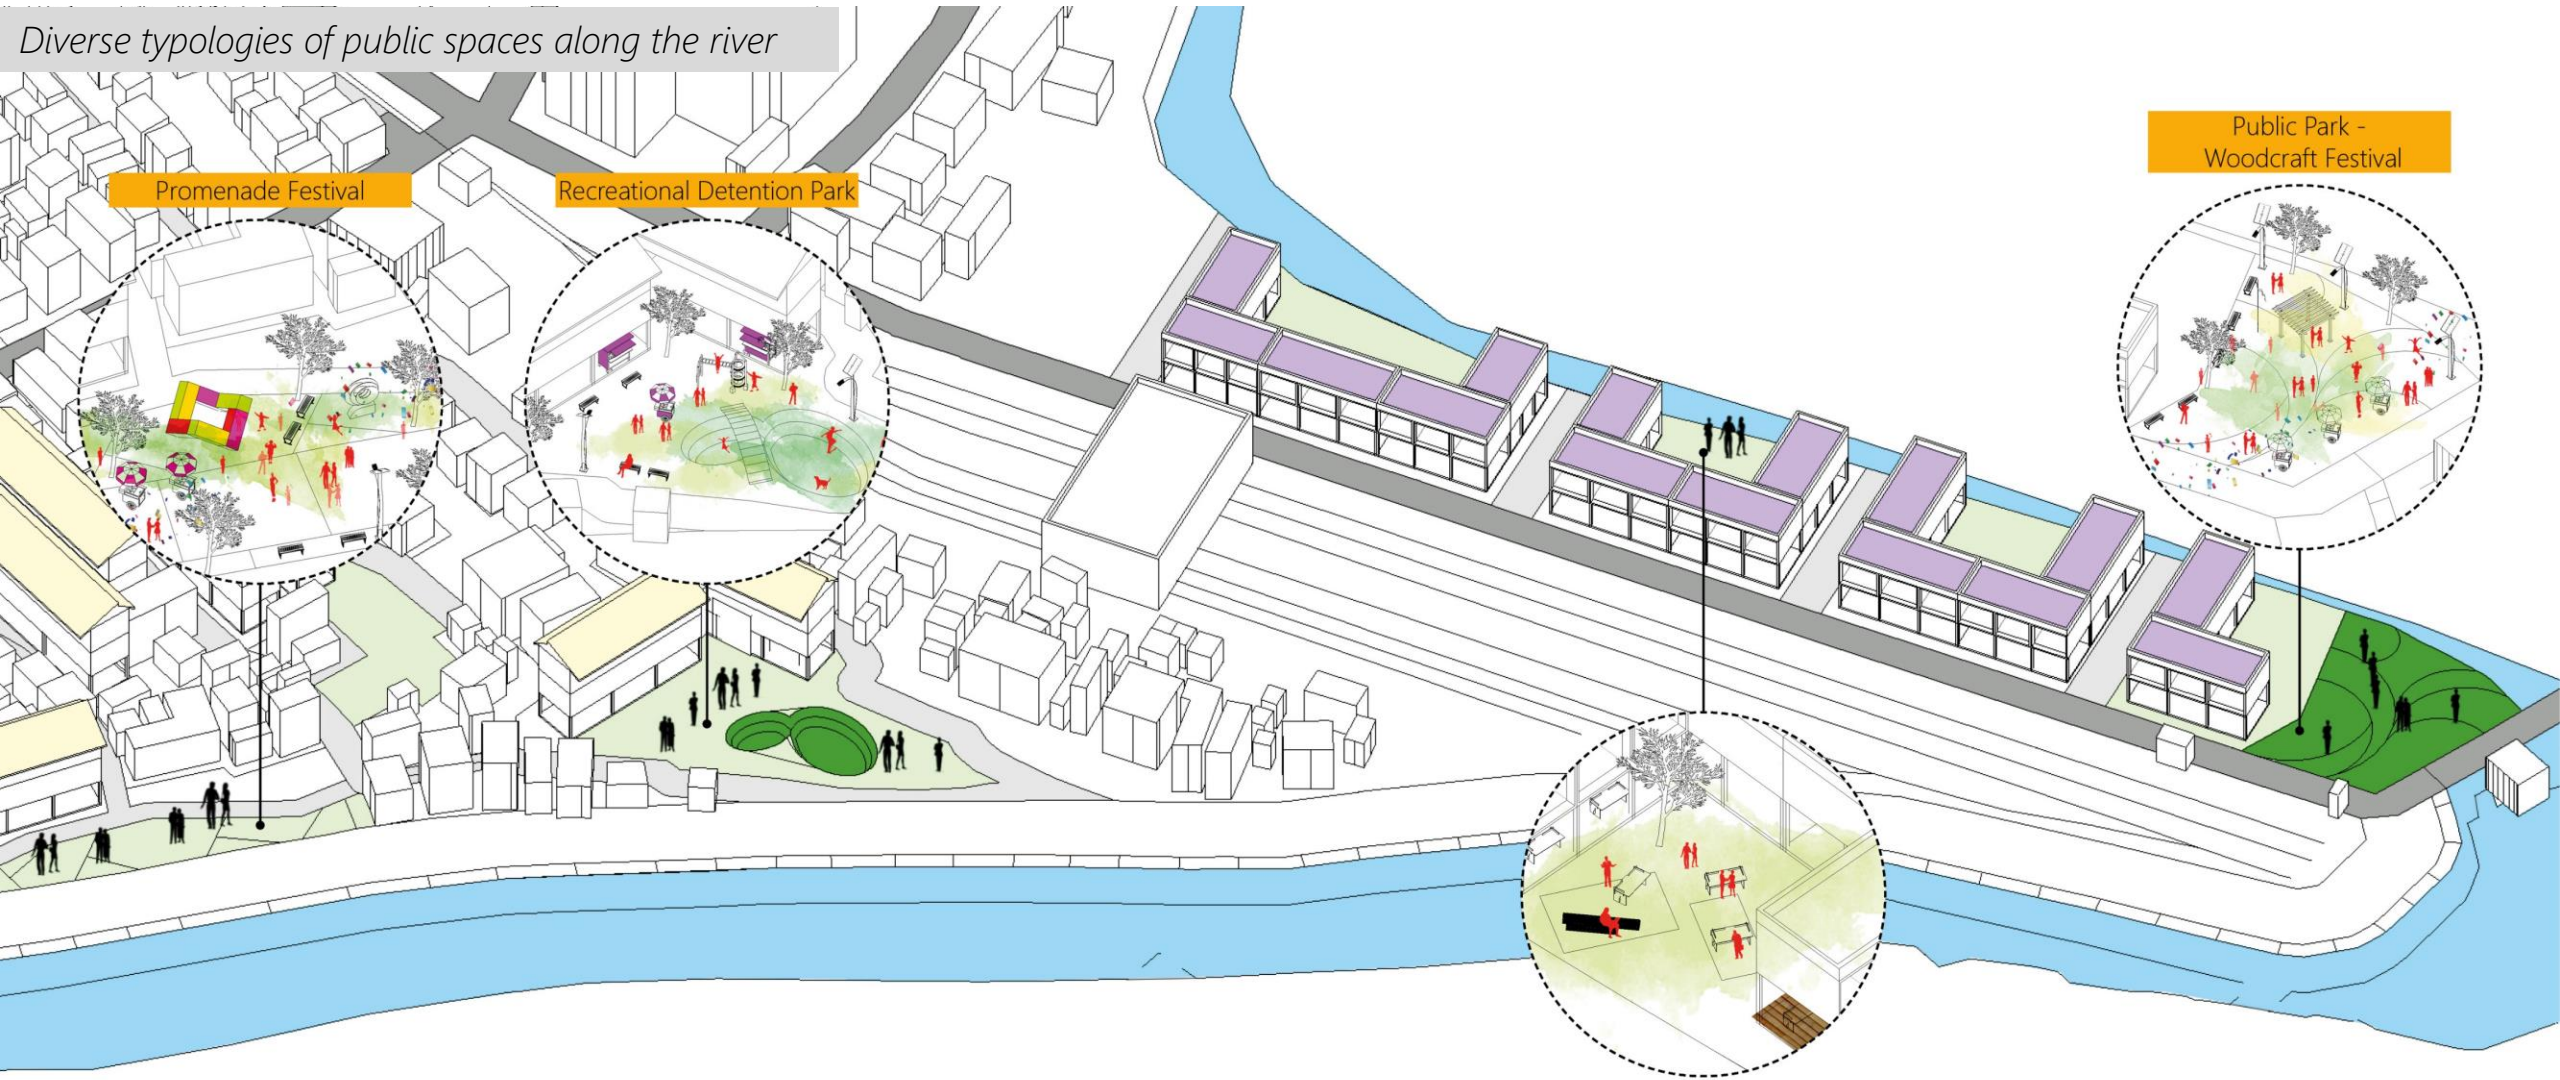 Diverse typologies of public spaces along the river
Promenade Festival
Recreational Detention Park
Public Park -
Woodcraft Festival